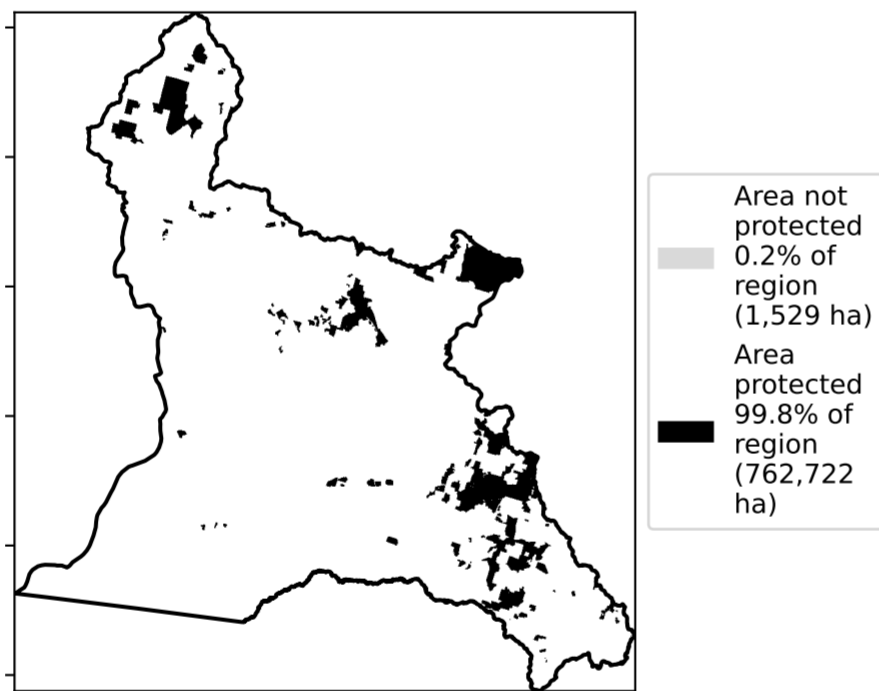 Area not
protected
0.2% of
region
(1,529 ha)
Area
protected
99.8% of
region
(762,722
ha)